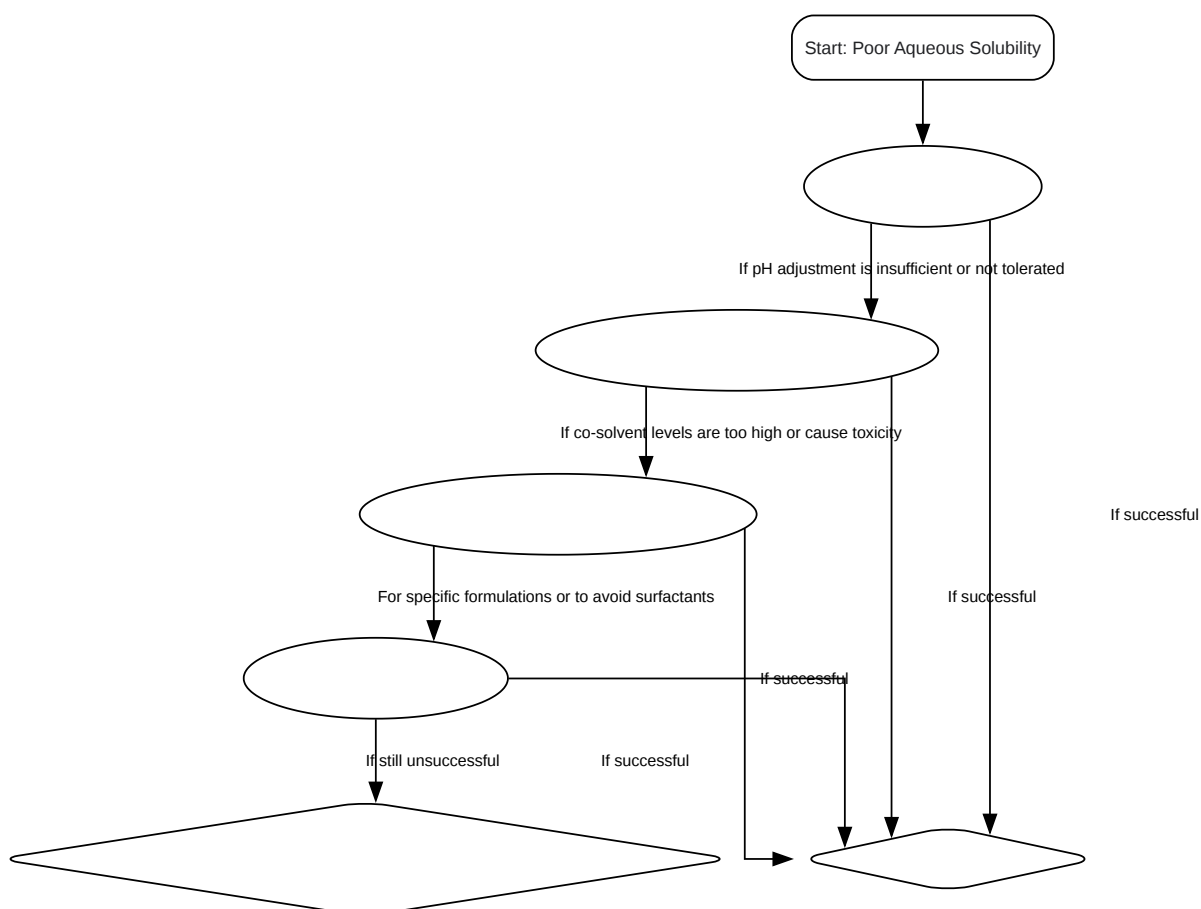 Start: Poor Aqueous Solubility
If pH adjustment is insufficient or not tolerated
If co-solvent levels are too high or cause toxicity
If successful
For specific formulations or to avoid surfactants
If successful
If successful
If still unsuccessful
If successful